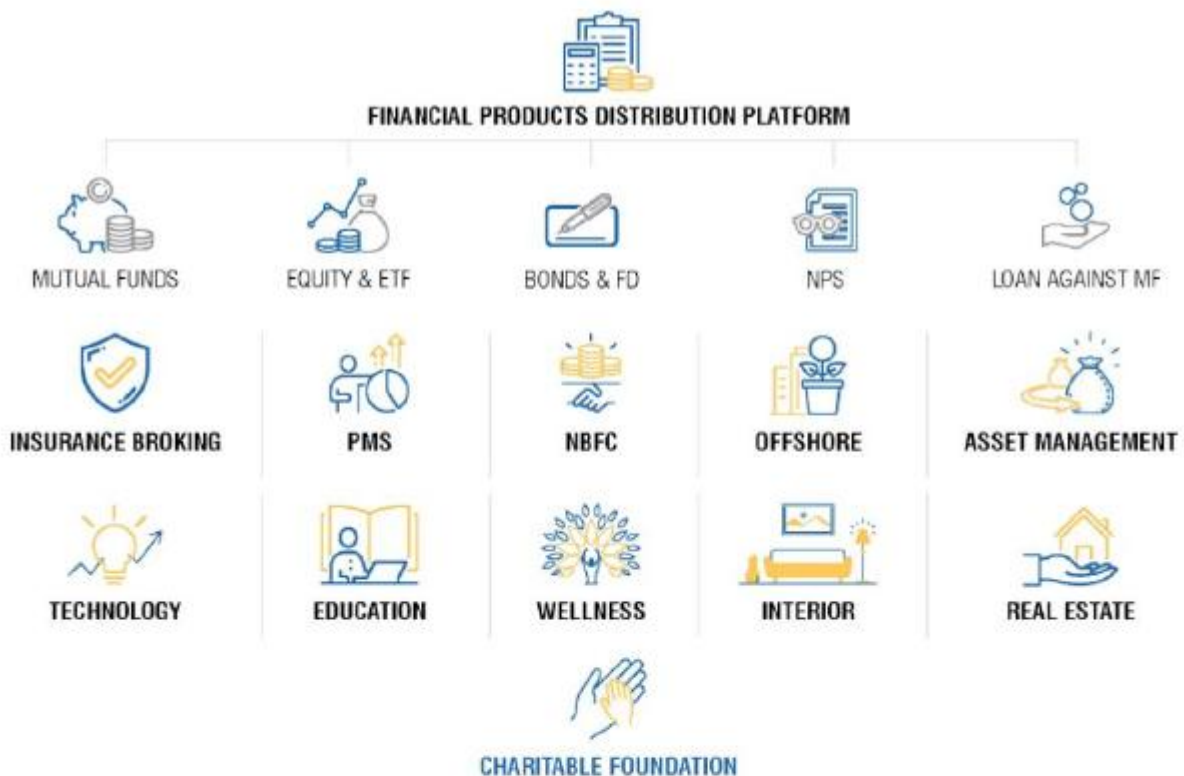 FINANCIAL PRODUCTS DISTRIBUTION PLATFORM
MUTUAL FUNDS
EQUITY & ETF
BONDS & FD
NPS
LOAN AGAINST MF
INSURANCE BROKING
PMS
NBFC
OFFSHORE
ASSET MANAGEMENT
TECHNOLOGY
EDUCATION
WELLNESS
INTERIOR
REAL ESTATE
CHARITABLE FOUNDATION